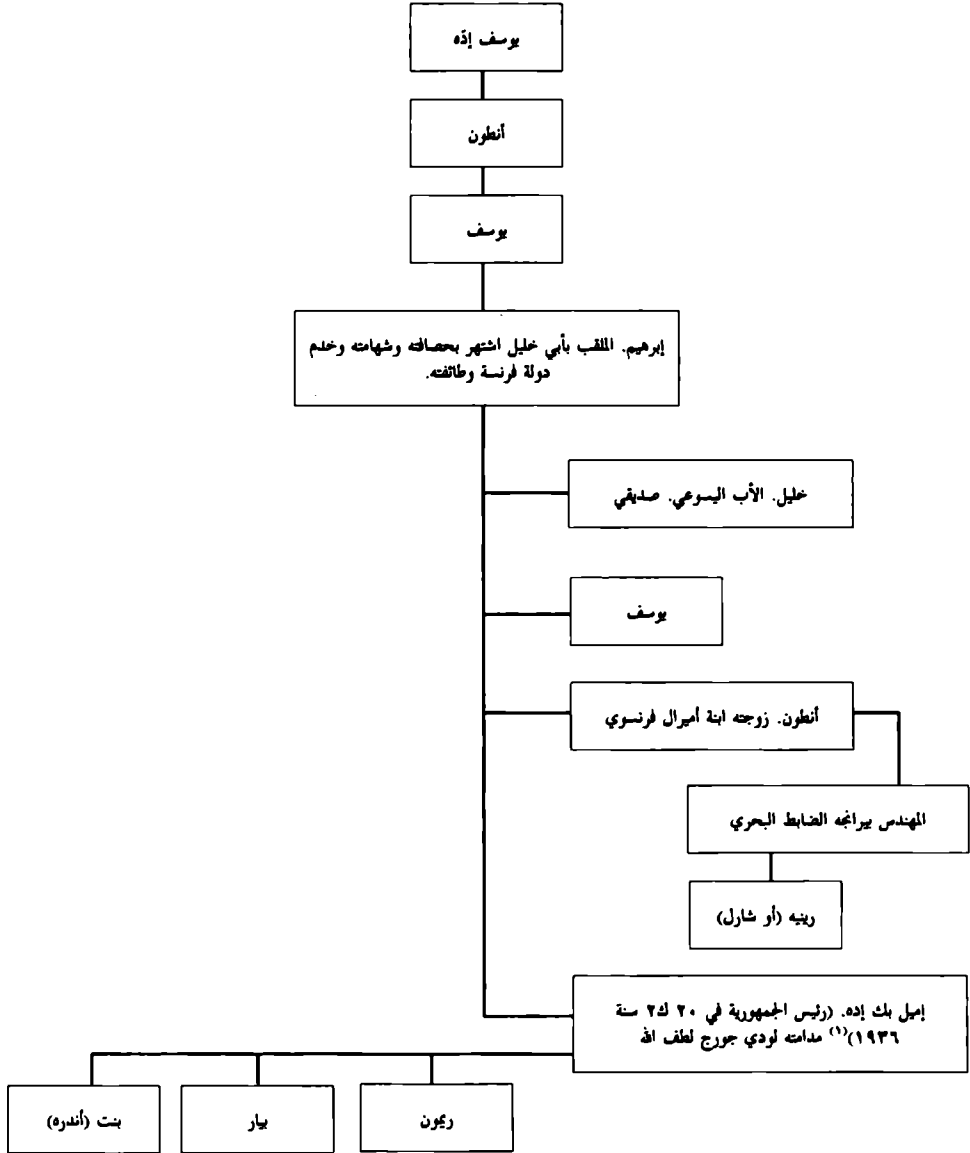 يوسف إدّه
أنطون
يوسف
إبرهيم. الملقب بأبي خليل اشتهر بحصافته وشهامته وخدم
دولة فرنسة وطائفته.
خليل. الأب اليسوعي. صديقي
يوسف
أنطون. زوجته ابنة أميرال فرنسوي
المهندس بيرانجه الضابط البحري
رينيه (أو شارل)
إميل بك إده. (رئيس الجمهورية في ٢٠ ك٢ سنة
١٩٣٦)(١) مدامته لودي جورج لطف الله
ريمون
بيار
بنت (أندره)